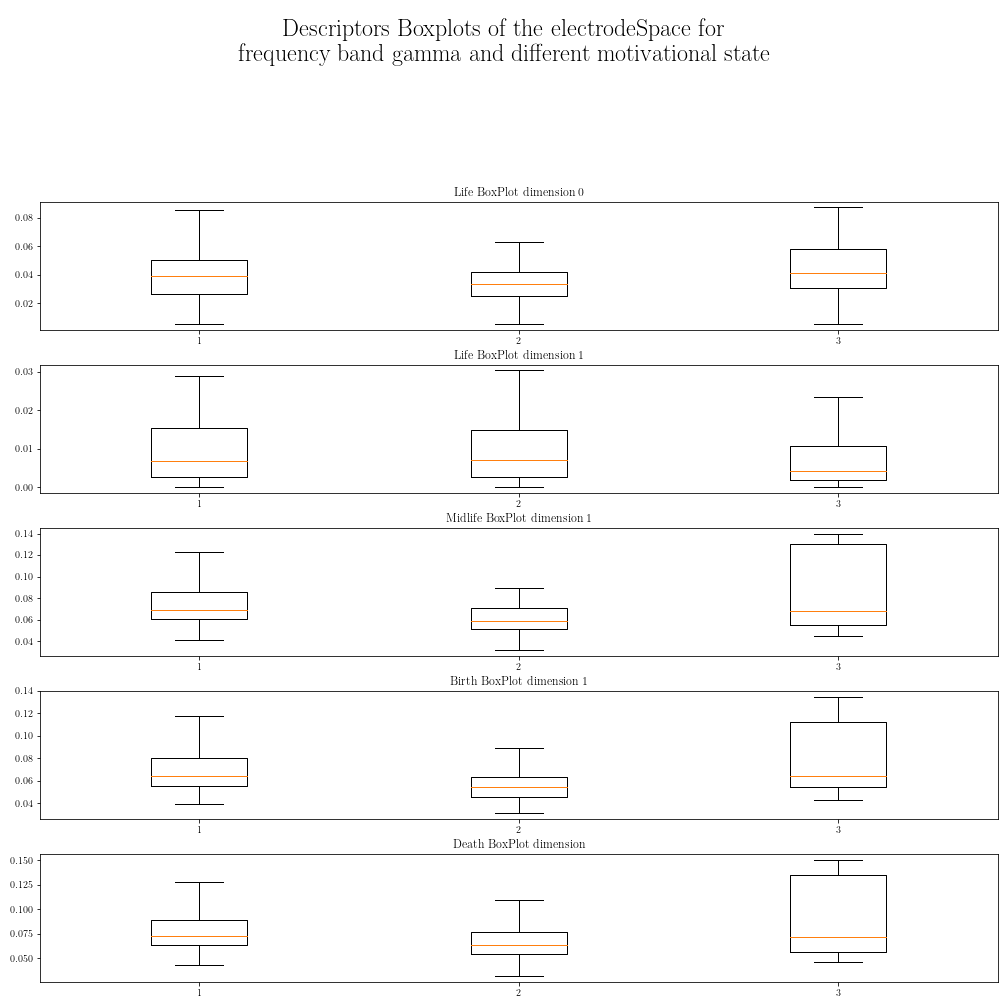 Descriptors Boxplots of the electrodeSpace for
frequency band gamma and different motivational state
Life BoxPlot dimension 0
0.08
0.06
0.04
0.02
1 2 3
Life BoxPlot dimension 1
0.03
0.02
0.01
0.00
1 2 3
Midlife BoxPlot dimension 1
0.14
0.12
0.10
0.08
0.06
0.04
1 2 3
Birth BoxPlot dimension 1
0.14
0.12
0.10
0.08
0.06
0.04
1 2 3
Death BoxPlot dimension
0.150
0.125
0.100
0.075
0.050
1 2 3